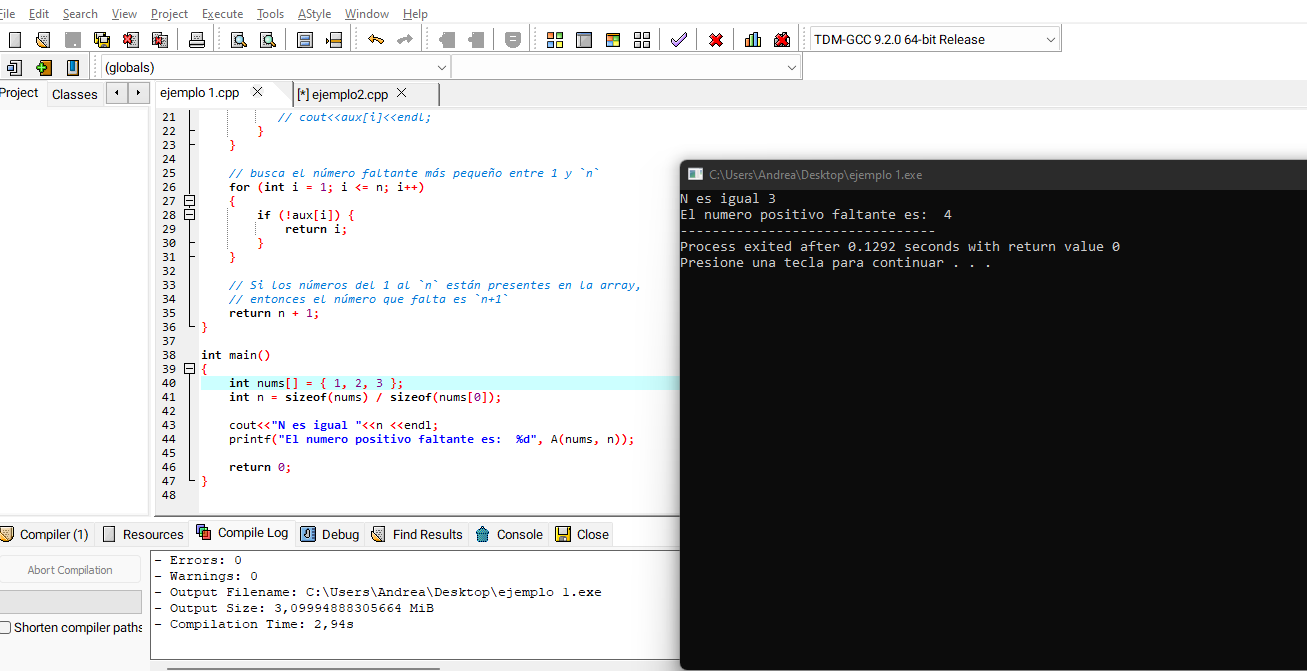 File Edit Search View Project Execute Tools AStyle Window Help
TDM-GCC 9.2.0 64-bit Release
(globals)
Project Classes
ejemplo 1.cpp [*] ejemplo2.cpp
21 // cout<<aux[i]<<endl;
22 }
23 }
24
25 // busca el número faltante más pequeño entre 1 y `n`
26 for (int i = 1; i <= n; i++)
27 {
28 if (!aux[i]) {
29 return i;
30 }
31 }
32
33 // Si los números del 1 al `n` están presentes en la array,
34 // entonces el número que falta es `n+1`
35 return n + 1;
36 }
37
38 int main()
39 {
40 int nums[] = { 1, 2, 3 };
41 int n = sizeof(nums) / sizeof(nums[0]);
42
43 cout<<"N es igual "<<n <<endl;
44 printf("El numero positivo faltante es:  %d", A(nums, n));
45
46 return 0;
47 }
48
C:\Users\Andrea\Desktop\ejemplo 1.exe
N es igual 3
El numero positivo faltante es:  4
--------------------------------
Process exited after 0.1292 seconds with return value 0
Presione una tecla para continuar . . .
Compiler (1) Resources Compile Log Debug Find Results Console Close
Abort Compilation
Shorten compiler paths
- Errors: 0
- Warnings: 0
- Output Filename: C:\Users\Andrea\Desktop\ejemplo 1.exe
- Output Size: 3,09994888305664 MiB
- Compilation Time: 2,94s